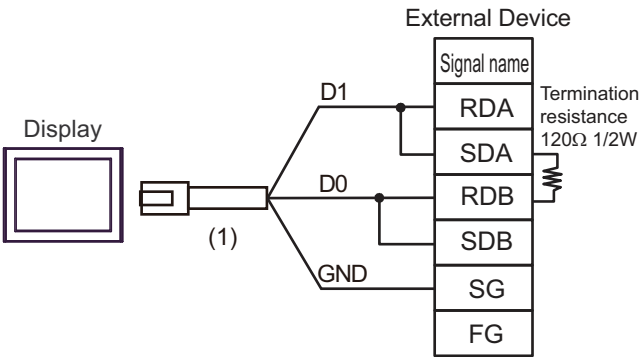 External Device
Signal name
D1
RDA
Termination
resistance
120Ω 1/2W
Display
SDA
D0
RDB
(1)
SDB
GND
SG
FG